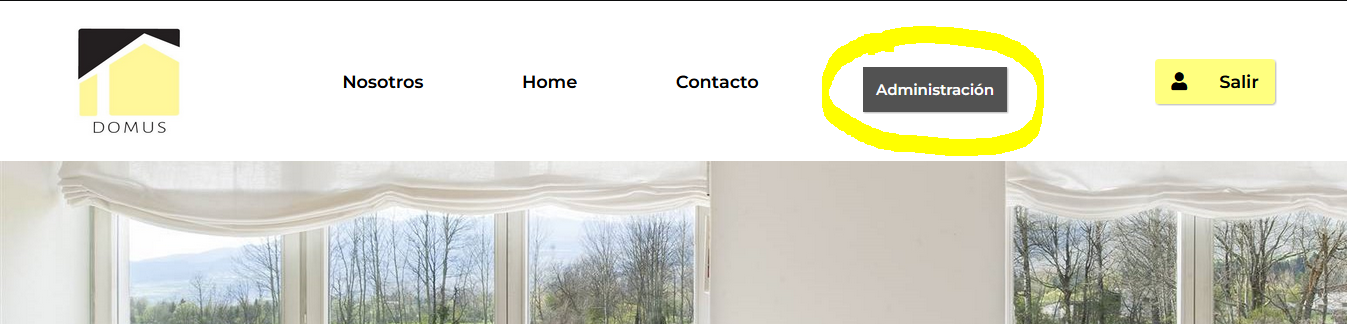 DOMUS
Nosotros
Home
Contacto
Administración
Salir